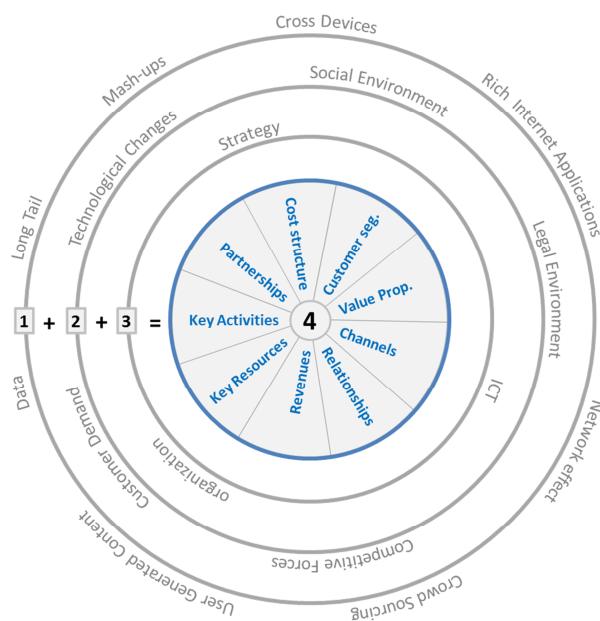 Cross Devices
Mash-ups
Rich Internet Applications
Social Environment
Technological Changes
Strategy
Long Tail
Legal Environment
Cost structure
Customer seg.
Partnerships
Value Prop.
1 + 2 + 3 =
Key Activities
4
Channels
Key Resources
Revenues
Relationships
ICT
Data
Customer Demand
organization
Network effect
Competitive Forces
User Generated Content
Crowd Sourcing